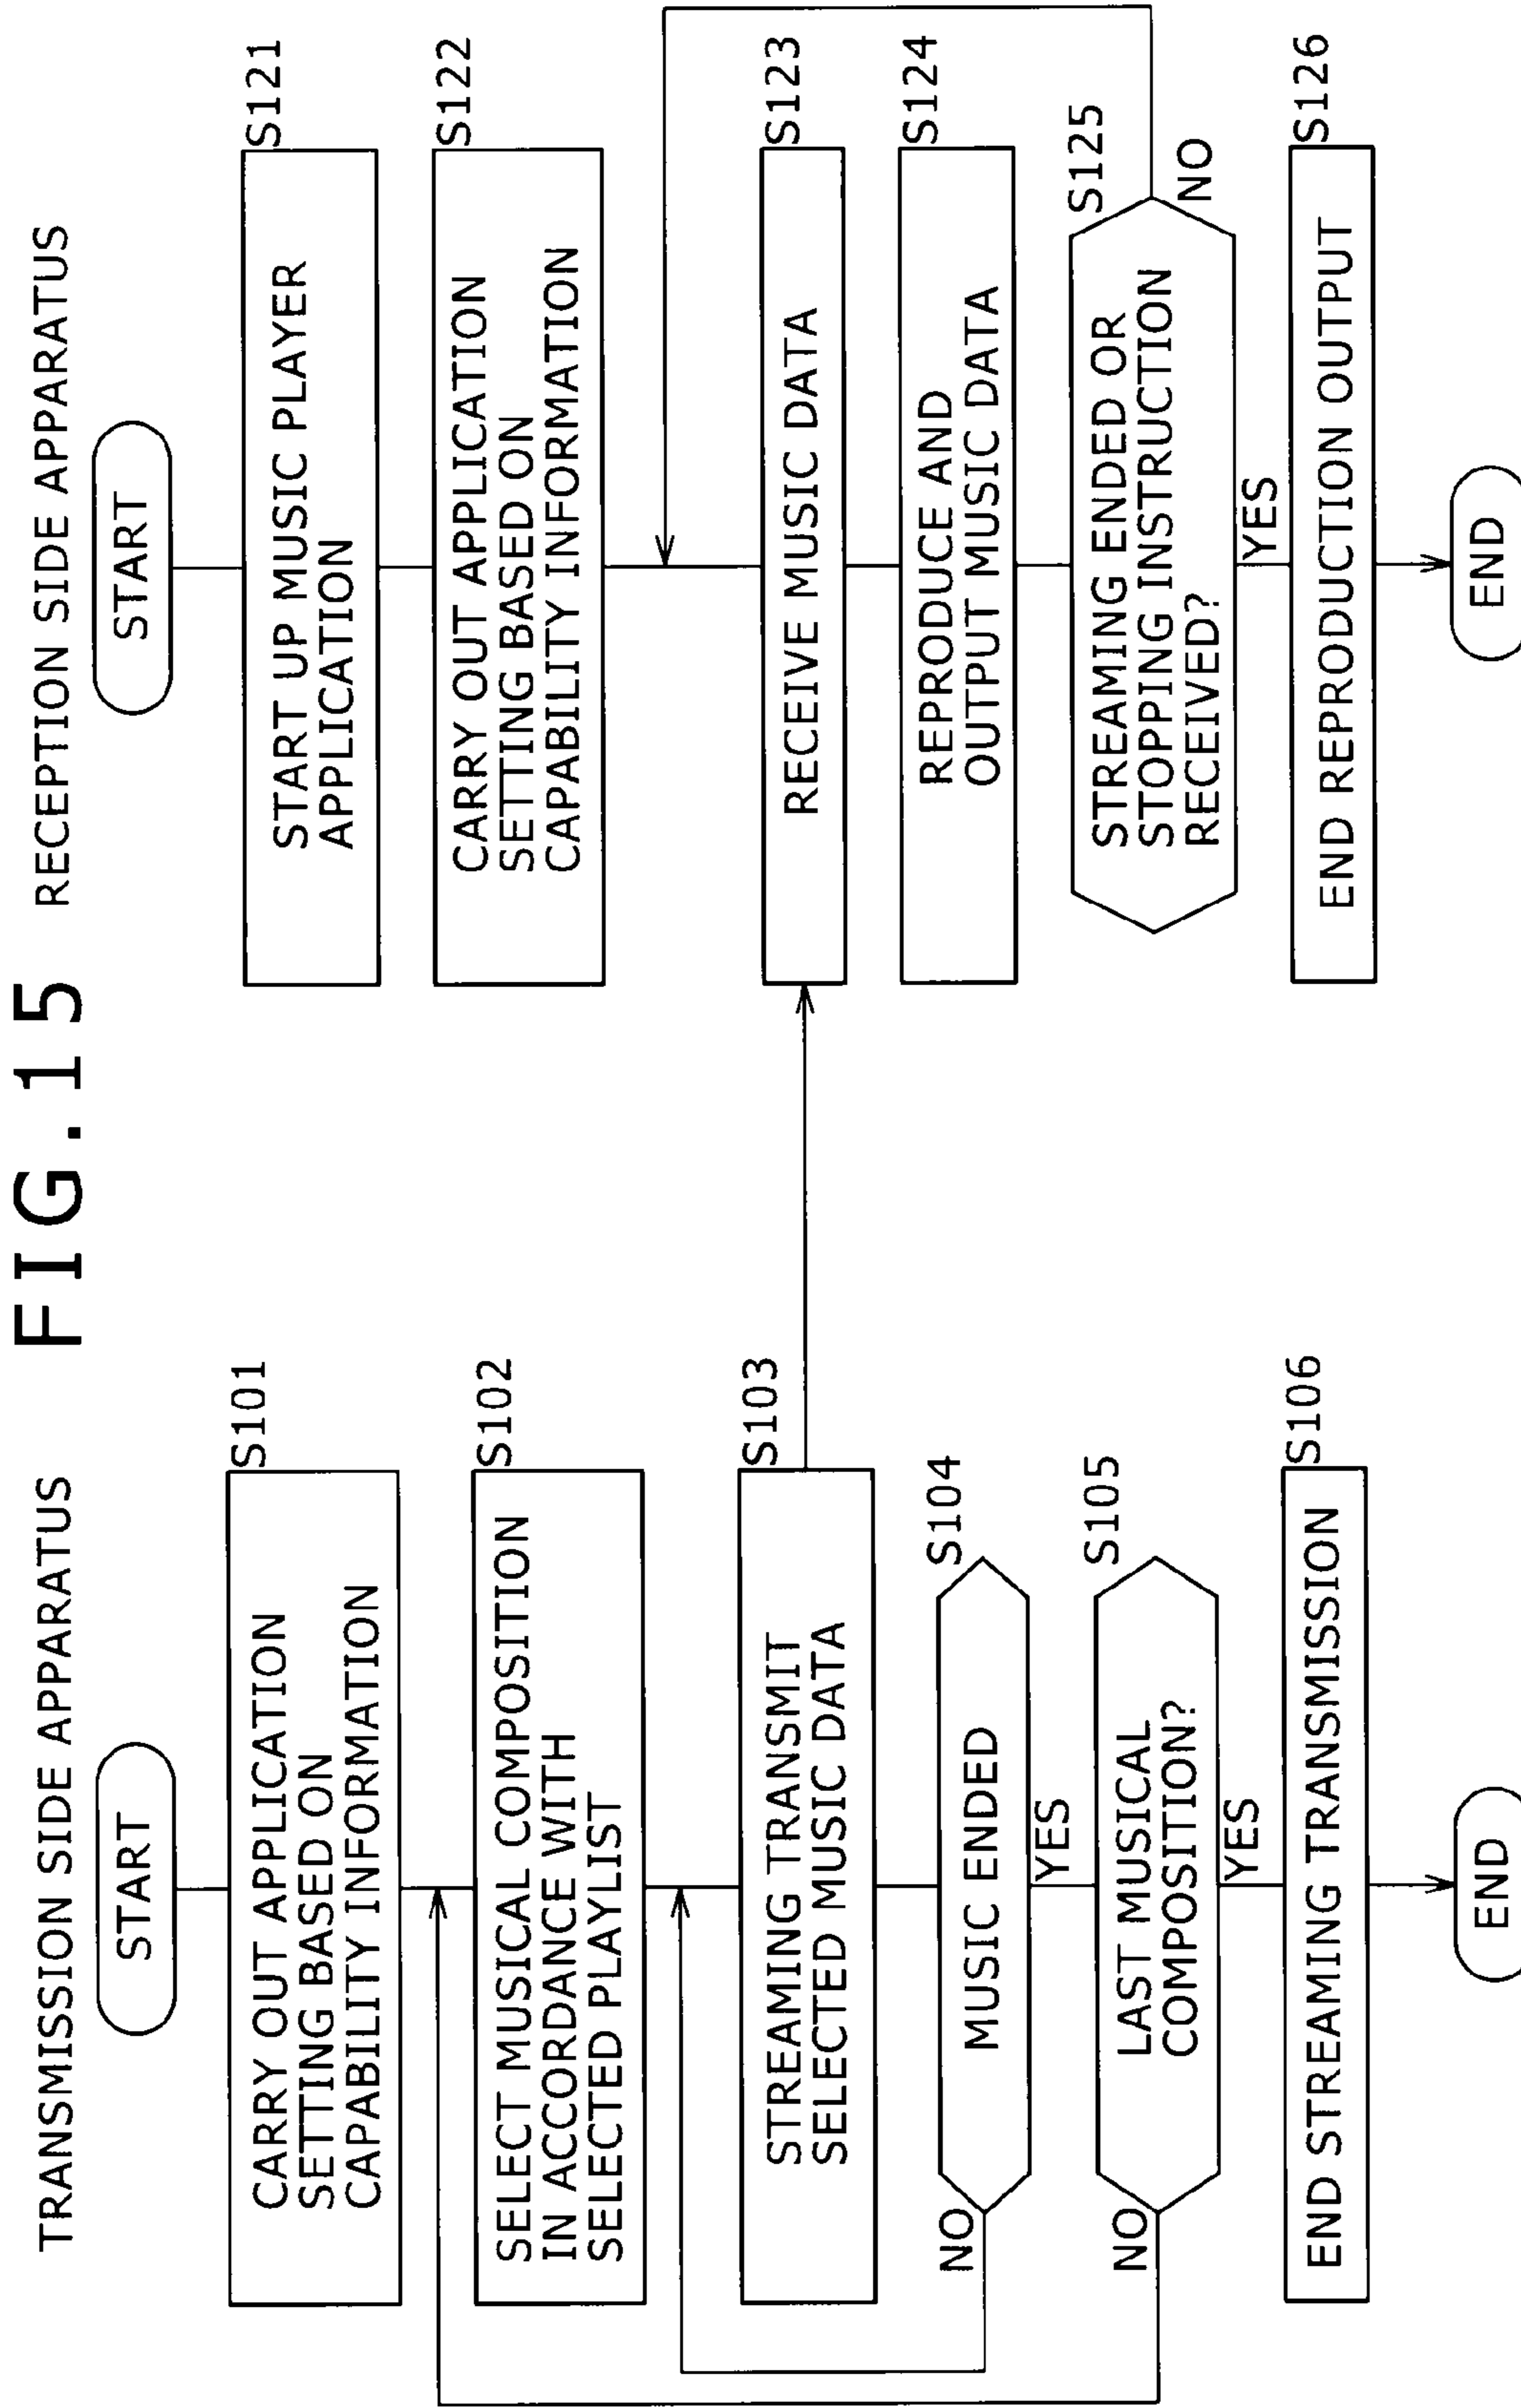 FIG.15
TRANSMISSION SIDE APPARATUS
START
S101
CARRY OUT APPLICATION
SETTING BASED ON
CAPABILITY INFORMATION
S102
SELECT MUSICAL COMPOSITION
IN ACCORDANCE WITH
SELECTED PLAYLIST
S103
STREAMING TRANSMIT
SELECTED MUSIC DATA
S104
MUSIC ENDED
NO
YES
S105
LAST MUSICAL
COMPOSITION?
NO
YES
S106
END STREAMING TRANSMISSION
END
RECEPTION SIDE APPARATUS
START
S121
START UP MUSIC PLAYER
APPLICATION
S122
CARRY OUT APPLICATION
SETTING BASED ON
CAPABILITY INFORMATION
S123
RECEIVE MUSIC DATA
S124
REPRODUCE AND
OUTPUT MUSIC DATA
S125
STREAMING ENDED OR
STOPPING INSTRUCTION
RECEIVED?
NO
YES
S126
END REPRODUCTION OUTPUT
END